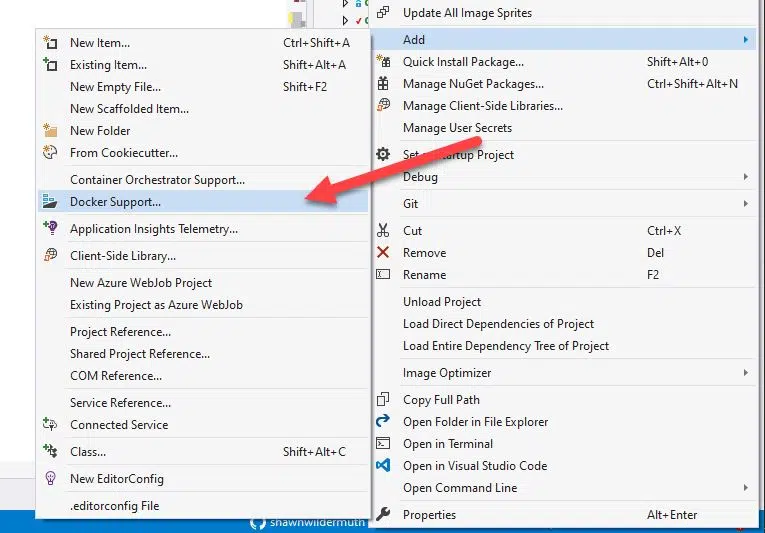 New Item... Ctrl+Shift+A
Existing Item... Shift+Alt+A
New Empty File... Shift+F2
New Scaffolded Item...
New Folder
From Cookiecutter...
Container Orchestrator Support...
Docker Support...
Application Insights Telemetry...
Client-Side Library...
New Azure WebJob Project
Existing Project as Azure WebJob
Project Reference...
Shared Project Reference...
COM Reference...
Service Reference...
Connected Service
Class... Shift+Alt+C
New EditorConfig
.editorconfig File
Update All Image Sprites
Add
Quick Install Package... Shift+Alt+0
Manage NuGet Packages... Ctrl+Shift+Alt+N
Manage Client-Side Libraries...
Manage User Secrets
Set Startup Project
Debug
Git
Cut Ctrl+X
Remove Del
Rename F2
Unload Project
Load Direct Dependencies of Project
Load Entire Dependency Tree of Project
Image Optimizer
Copy Full Path
Open Folder in File Explorer
Open in Terminal
Open in Visual Studio Code
Open Command Line
Properties Alt+Enter
shawnwildermuth